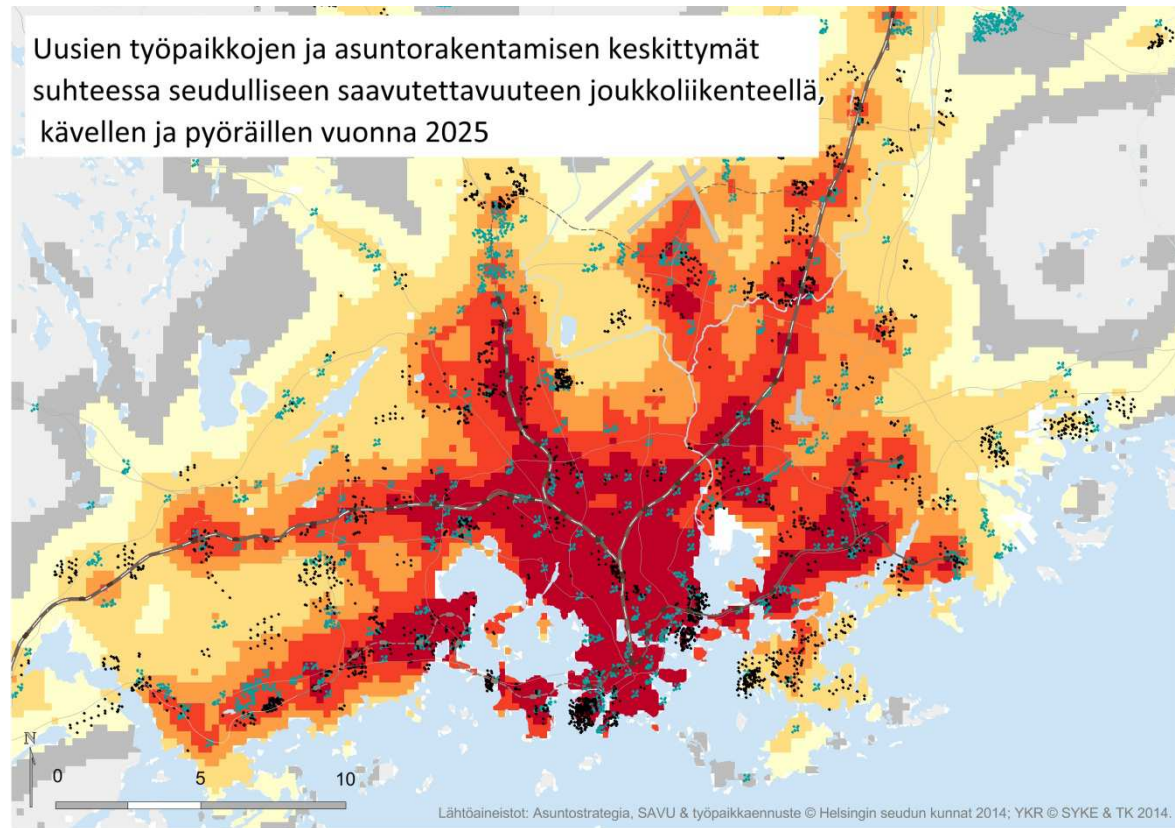 Uusien työpaikkojen ja asuntorakentamisen keskittymät
suhteessa seudulliseen saavutettavuuteen joukkoliikenteellä,
kävellen ja pyöräillen vuonna 2025
N
0 5 10
Lähtöaineistot: Asuntostrategia, SAVU & työpaikkaennuste © Helsingin seudun kunnat 2014; YKR © SYKE & TK 2014